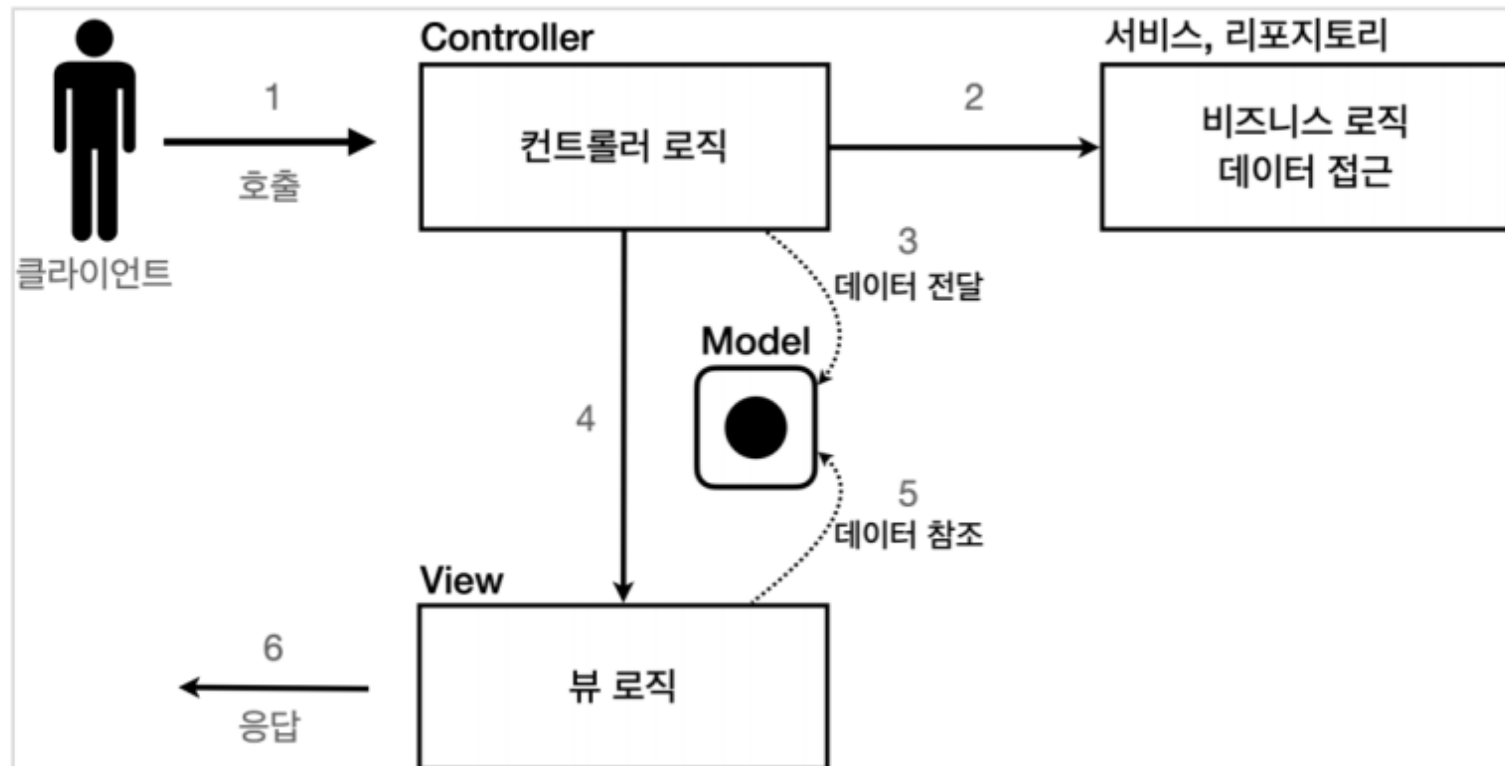 Controller
서비스, 리포지토리
1
호출
클라이언트
컨트롤러 로직
2
비즈니스 로직
데이터 접근
3
데이터 전달
Model
4
5
데이터 참조
View
뷰 로직
6
응답